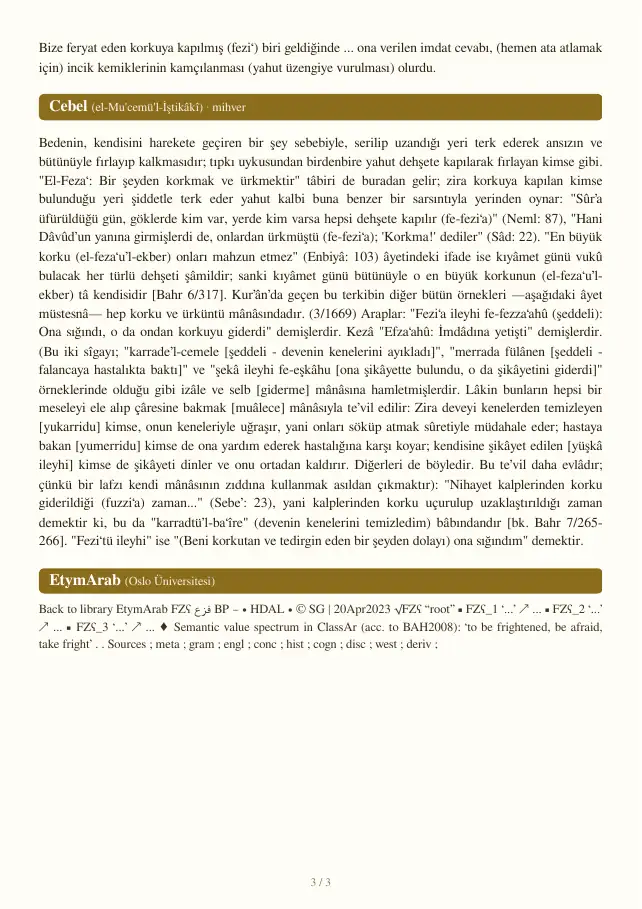 Bize feryat eden korkuya kapılmış (fezi‘) biri geldiğinde ... ona verilen imdat cevabı, (hemen ata atlamak
için) incik kemiklerinin kamçılanması (yahut üzengiye vurulması) olurdu.
Cebel (el-Mu'cemü'l-İştikâkî) · mihver
Bedenin, kendisini harekete geçiren bir şey sebebiyle, serilip uzandığı yeri terk ederek ansızın ve
bütünüyle fırlayıp kalkmasıdır; tıpkı uykusundan birdenbire yahut dehşete kapılarak fırlayan kimse gibi.
"El-Feza‘: Bir şeyden korkmak ve ürkmektir" tâbiri de buradan gelir; zira korkuya kapılan kimse
bulunduğu yeri şiddetle terk eder yahut kalbi buna benzer bir sarsıntıyla yerinden oynar: "Sûr’a
üfürüldüğü gün, göklerde kim var, yerde kim varsa hepsi dehşete kapılır (fe-fezi‘a)" (Neml: 87), "Hani
Dâvûd’un yanına girmişlerdi de, onlardan ürkmüştü (fe-fezi‘a); 'Korkma!' dediler" (Sâd: 22). "En büyük
korku (el-feza‘u’l-ekber) onları mahzun etmez" (Enbiyâ: 103) âyetindeki ifade ise kıyâmet günü vukû
bulacak her türlü dehşeti şâmildir; sanki kıyâmet günü bütünüyle o en büyük korkunun (el-feza‘u’l-
ekber) tâ kendisidir [Bahr 6/317]. Kur’ân’da geçen bu terkibin diğer bütün örnekleri —aşağıdaki âyet
müstesnâ— hep korku ve ürküntü mânâsındadır. (3/1669) Araplar: "Fezi‘a ileyhi fe-fezza‘ahû (şeddeli):
Ona sığındı, o da ondan korkuyu giderdi" demişlerdir. Kezâ "Efza‘ahû: İmdâdına yetişti" demişlerdir.
(Bu iki sîgayı; "karrade’l-cemele [şeddeli - devenin kenelerini ayıkladı]", "merrada fülânen [şeddeli -
falancaya hastalıkta baktı]" ve "şekâ ileyhi fe-eşkâhu [ona şikâyette bulundu, o da şikâyetini giderdi]"
örneklerinde olduğu gibi izâle ve selb [giderme] mânâsına hamletmişlerdir. Lâkin bunların hepsi bir
meseleyi ele alıp çâresine bakmak [muâlece] mânâsıyla te’vil edilir: Zira deveyi kenelerden temizleyen
[yukarridu] kimse, onun keneleriyle uğraşır, yani onları söküp atmak sûretiyle müdahale eder; hastaya
bakan [yumerridu] kimse de ona yardım ederek hastalığına karşı koyar; kendisine şikâyet edilen [yüşkâ
ileyhi] kimse de şikâyeti dinler ve onu ortadan kaldırır. Diğerleri de böyledir. Bu te’vil daha evlâdır;
çünkü bir lafzı kendi mânâsının zıddına kullanmak asıldan çıkmaktır): "Nihayet kalplerinden korku
giderildiği (fuzzi‘a) zaman..." (Sebe’: 23), yani kalplerinden korku uçurulup uzaklaştırıldığı zaman
demektir ki, bu da "karradtü’l-ba‘îre" (devenin kenelerini temizledim) bâbındandır [bk. Bahr 7/265-
266]. "Fezi‘tü ileyhi" ise "(Beni korkutan ve tedirgin eden bir şeyden dolayı) ona sığındım" demektir.
EtymArab (Oslo Üniversitesi)
Back to library EtymArab FZʕ فزع BP – • HDAL • © SG | 20Apr2023 √FZʕ “root” ▪ FZʕ_1 ‘...’ ↗ ... ▪ FZʕ_2 ‘...’
↗ ... ▪ FZʕ_3 ‘...’ ↗ ... ♦ Semantic value spectrum in ClassAr (acc. to BAH2008): ‘to be frightened, be afraid,
take fright’ . . Sources ; meta ; gram ; engl ; conc ; hist ; cogn ; disc ; west ; deriv ;
3 / 3